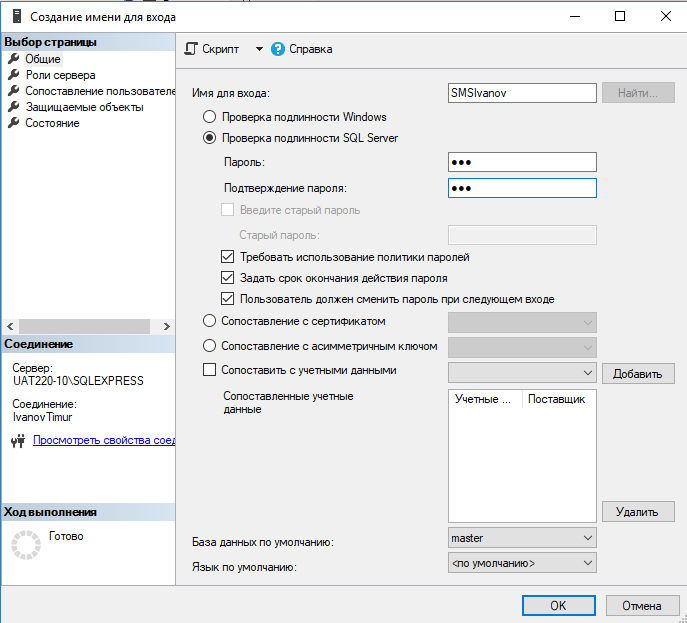 Создание имени для входа
Выбор страницы
Общие
Роли сервера
Сопоставление пользователе
Защищаемые объекты
Состояние
Соединение
Сервер:
UAT220-10\SQLEXPRESS
Соединение:
IvanovTimur
Просмотреть свойства соед
Ход выполнения
Готово
Скрипт
Справка
Имя для входа: SMSIvanov Найти...
Проверка подлинности Windows
Проверка подлинности SQL Server
Пароль: ●●●
Подтверждение пароля: ●●●
Введите старый пароль
Старый пароль:
Требовать использование политики паролей
Задать срок окончания действия пароля
Пользователь должен сменить пароль при следующем входе
Сопоставление с сертификатом
Сопоставление с асимметричным ключом
Сопоставить с учетными данными Добавить
Сопоставленные учетные
данные
Учетные ... Поставщик
Удалить
База данных по умолчанию: master
Язык по умолчанию: <по умолчанию>
OK Отмена